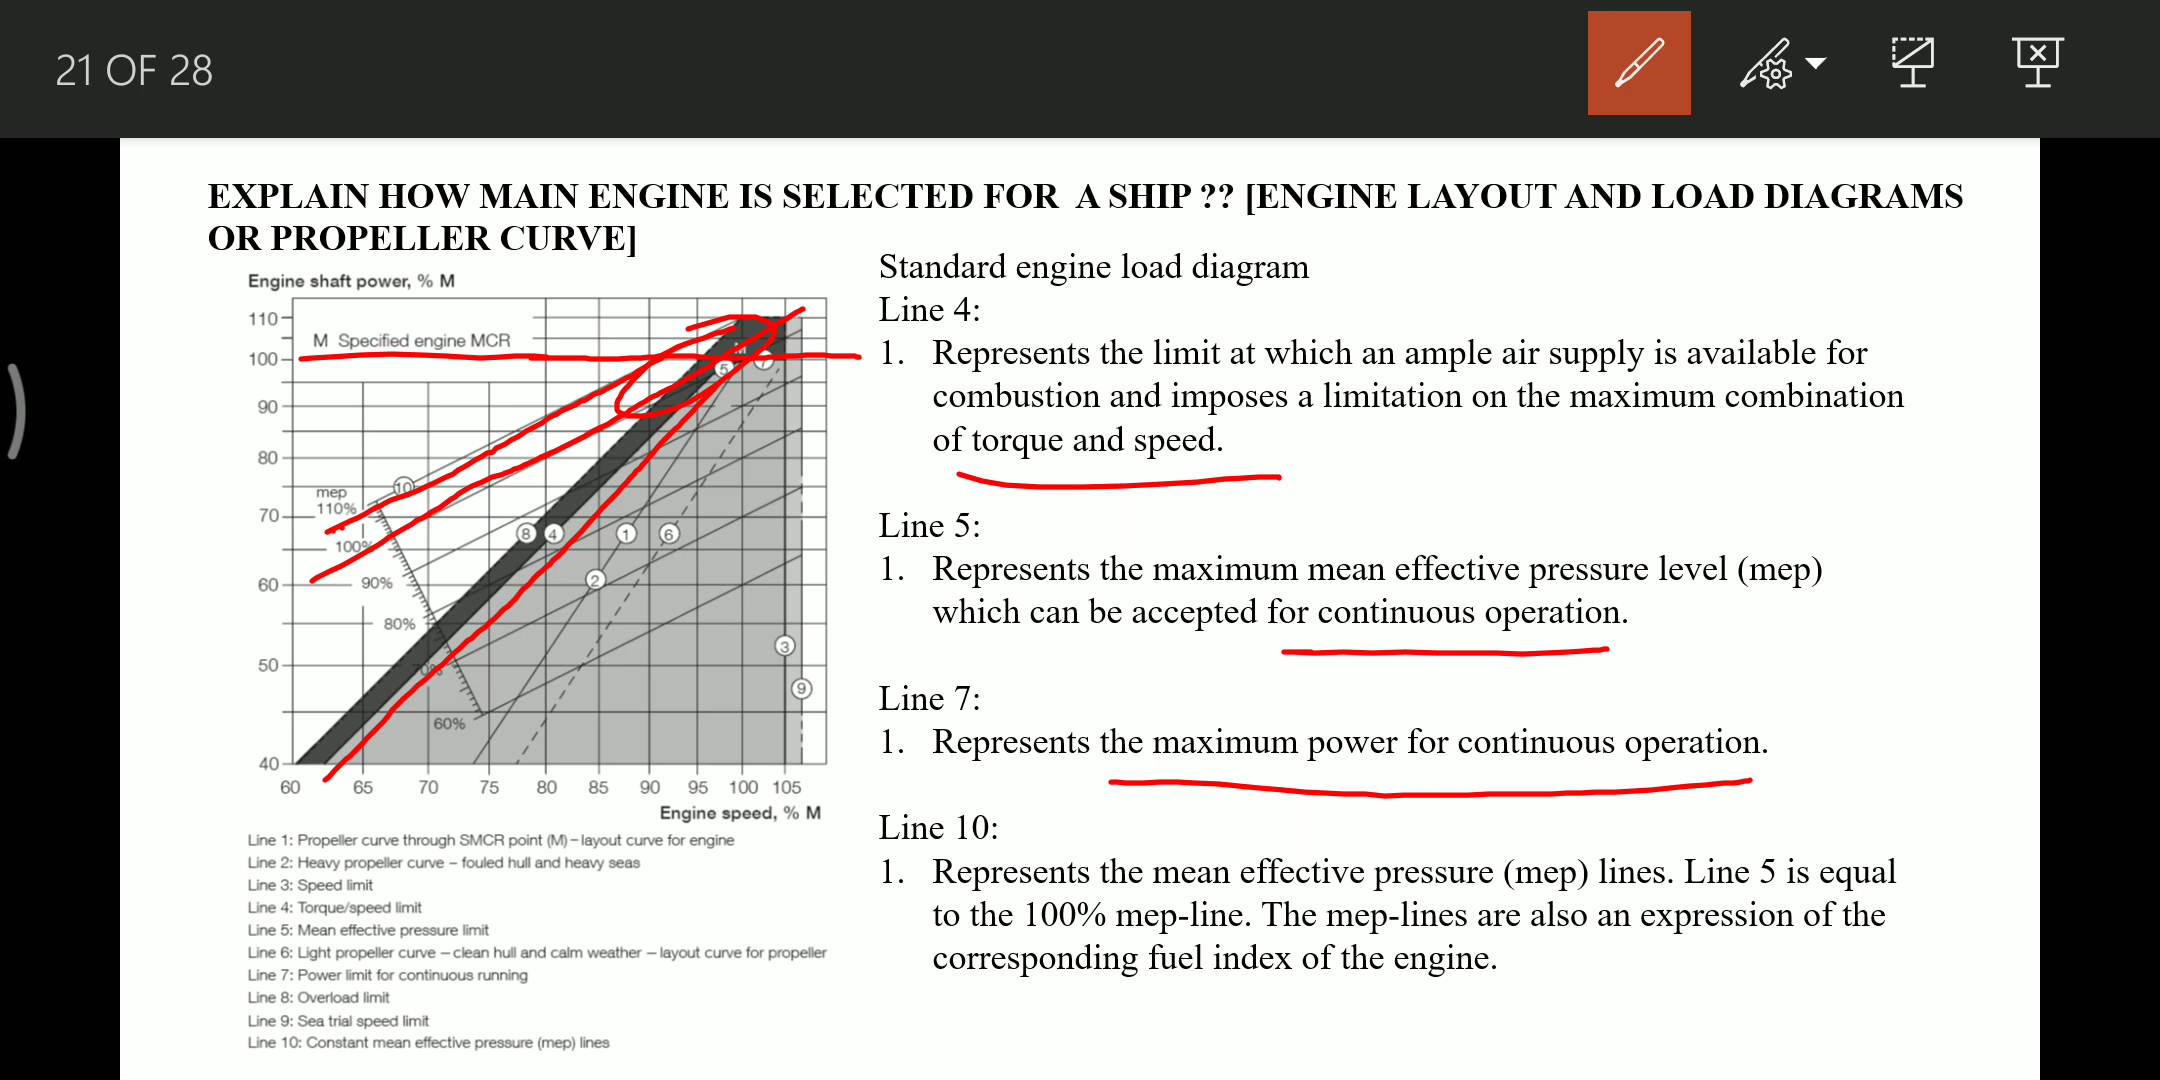 21 OF 28
EXPLAIN HOW MAIN ENGINE IS SELECTED FOR A SHIP ?? [ENGINE LAYOUT AND LOAD DIAGRAMS
OR PROPELLER CURVE]
Engine shaft power, % M
110
M Specified engine MCR
100
M
5
7
90
80
10
mep
110%
70
100%
8
4
1
6
60
90%
2
80%
3
50
70%
9
60%
40
60 65 70 75 80 85 90 95 100 105
Engine speed, % M
Line 1: Propeller curve through SMCR point (M) – layout curve for engine
Line 2: Heavy propeller curve – fouled hull and heavy seas
Line 3: Speed limit
Line 4: Torque/speed limit
Line 5: Mean effective pressure limit
Line 6: Light propeller curve – clean hull and calm weather – layout curve for propeller
Line 7: Power limit for continuous running
Line 8: Overload limit
Line 9: Sea trial speed limit
Line 10: Constant mean effective pressure (mep) lines
Standard engine load diagram
Line 4:
1. Represents the limit at which an ample air supply is available for
combustion and imposes a limitation on the maximum combination
of torque and speed.
Line 5:
1. Represents the maximum mean effective pressure level (mep)
which can be accepted for continuous operation.
Line 7:
1. Represents the maximum power for continuous operation.
Line 10:
1. Represents the mean effective pressure (mep) lines. Line 5 is equal
to the 100% mep-line. The mep-lines are also an expression of the
corresponding fuel index of the engine.